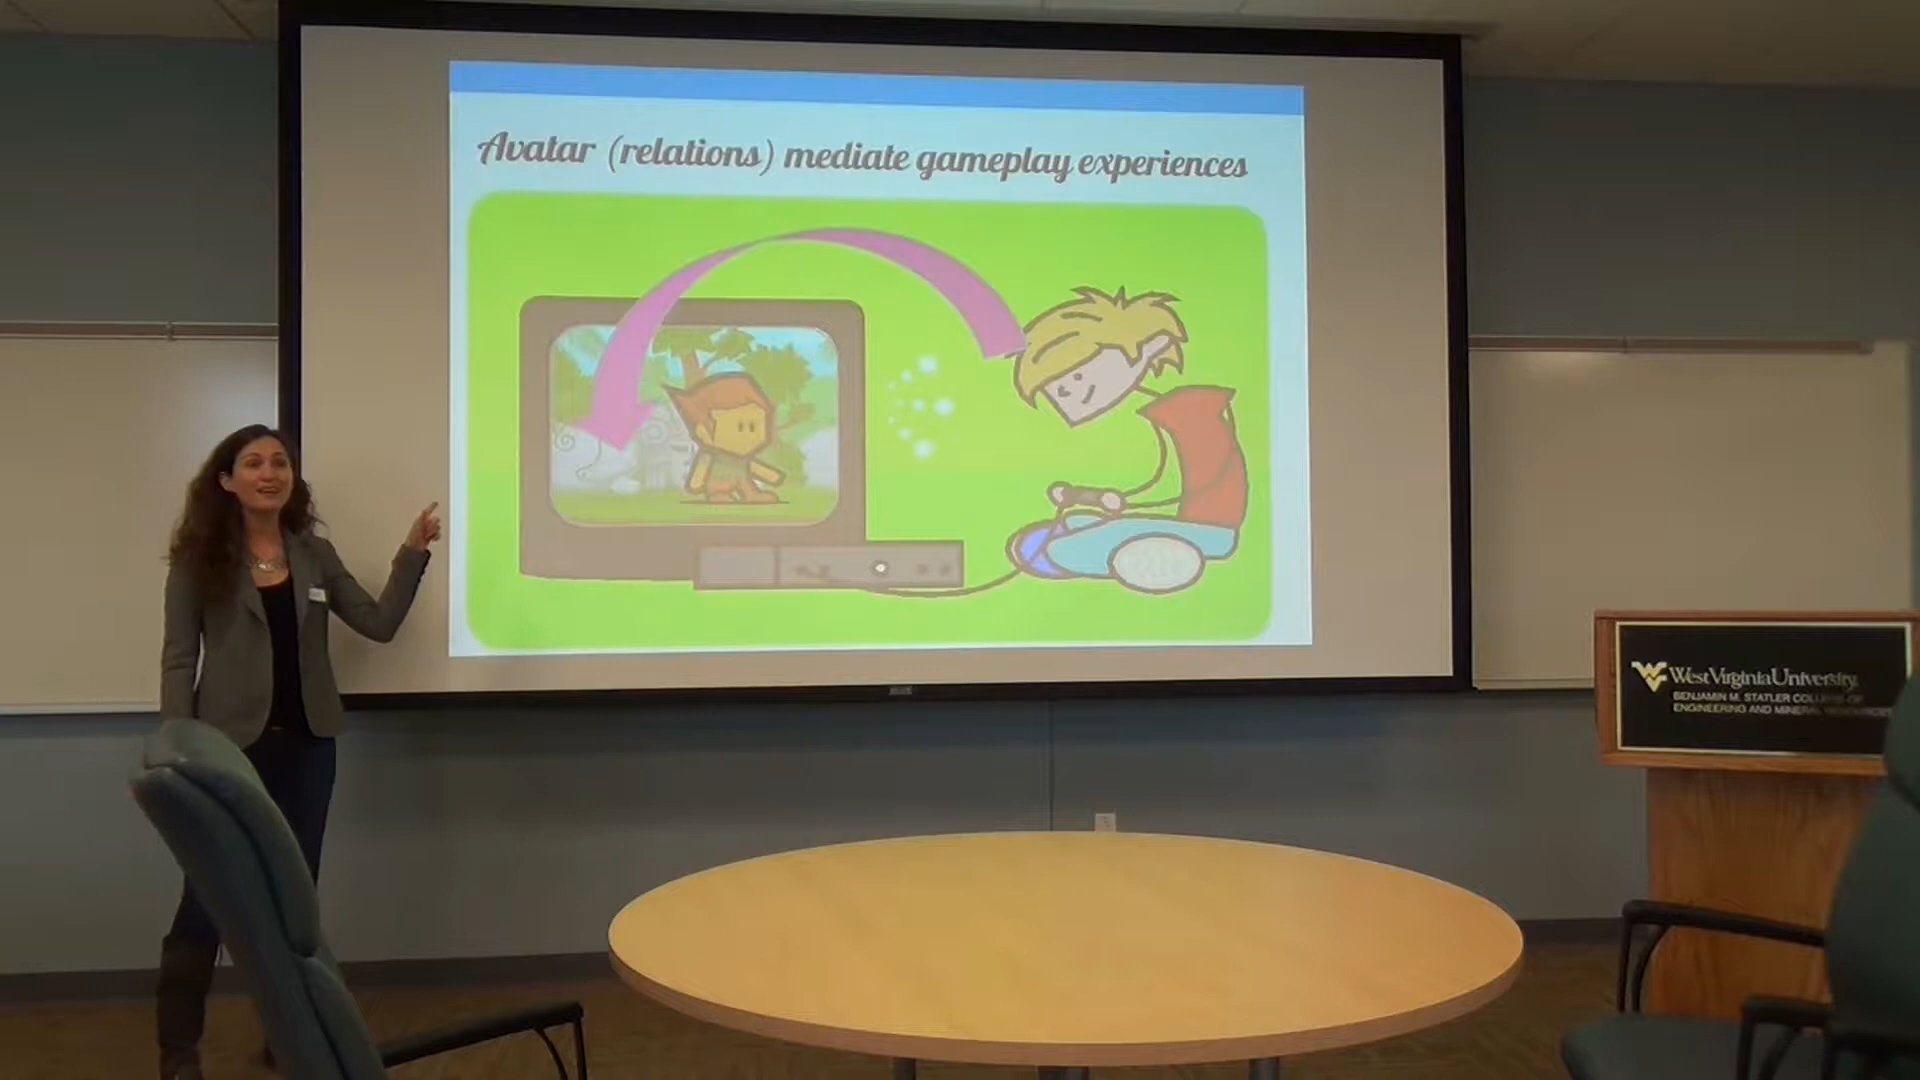 Avatar (relations) mediate gameplay experiences
West Virginia University.
BENJAMIN M. STATLER COLLEGE OF
ENGINEERING AND MINERAL RESOURCES